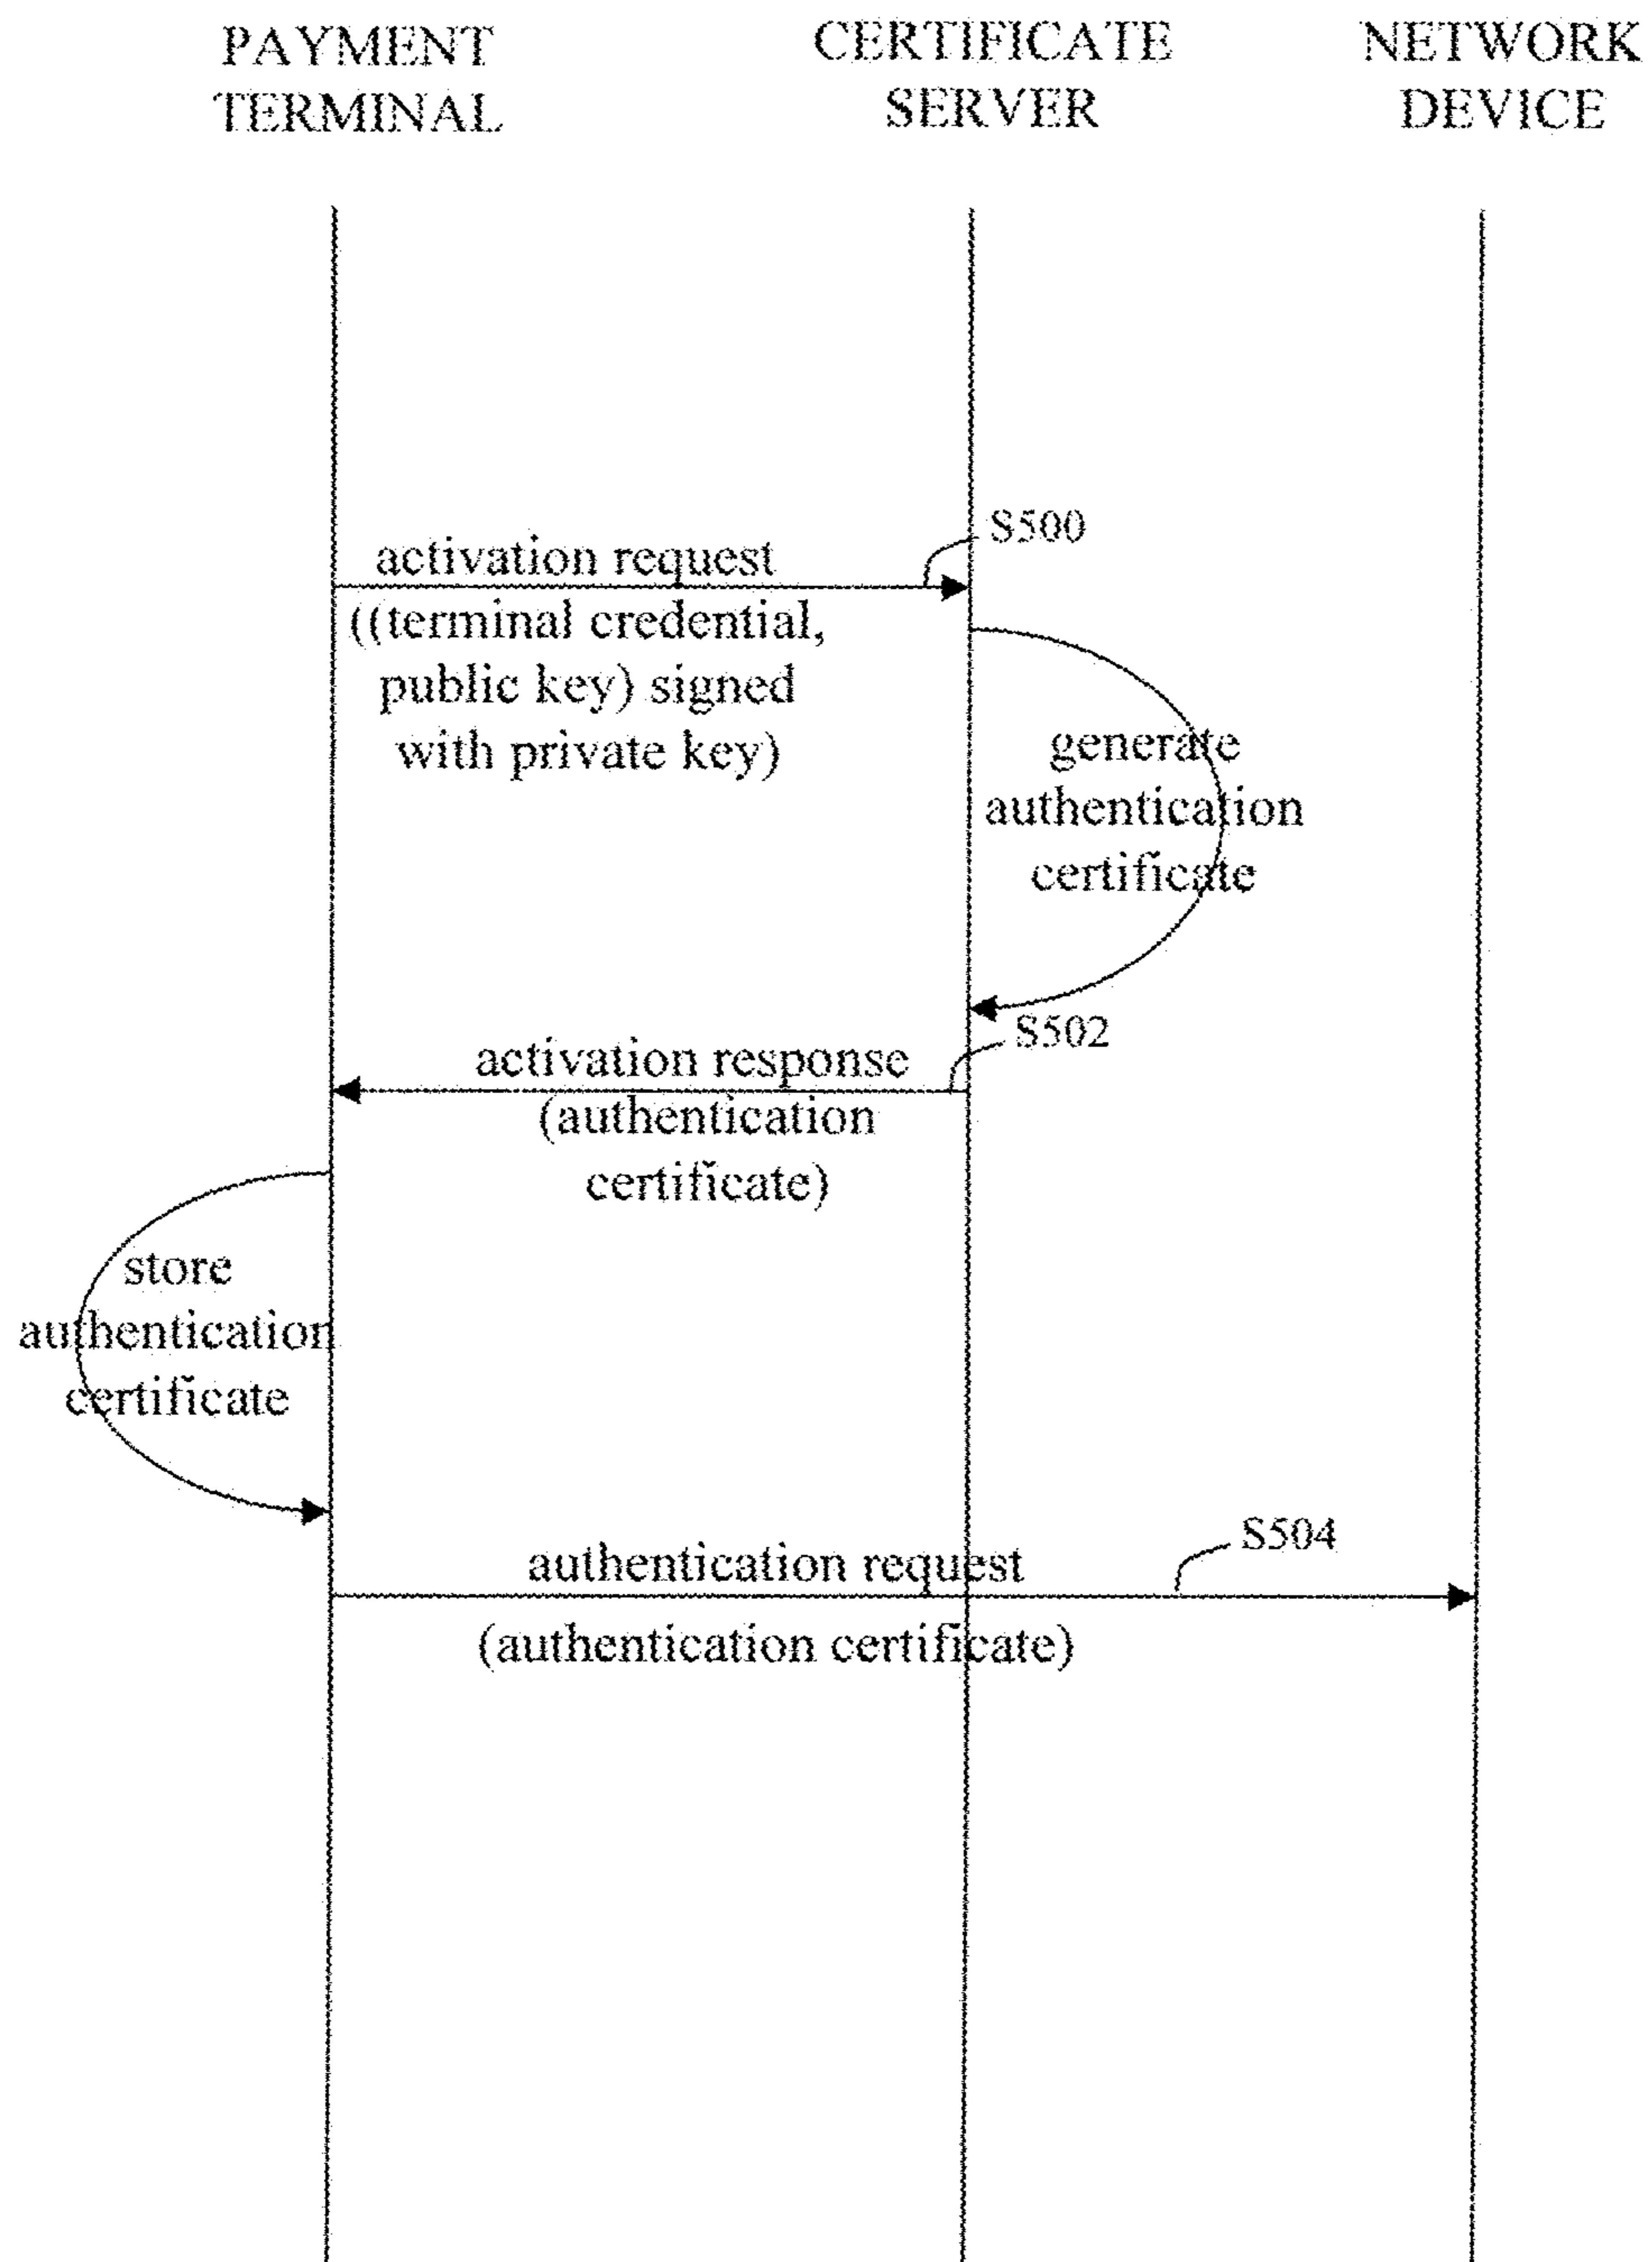 PAYMENT
TERMINAL
CERTIFICATE
SERVER
NETWORK
DEVICE
S500
activation request
((terminal credential,
public key) signed
with private key)
generate
authentication
certificate
S502
activation response
(authentication
certificate)
store
authentication
certificate
S504
authentication request
(authentication certificate)